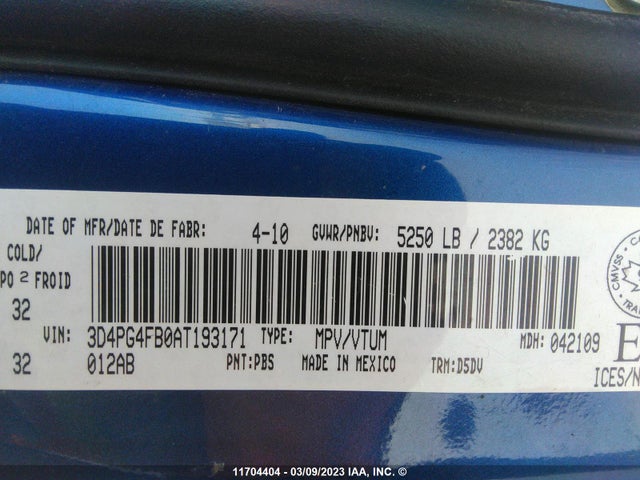 DATE OF MFR/DATE DE FABR: 4-10 GVWR/PNBV: 5250 LB / 2382 KG
COLD/
PO 2 FROID
32
VIN: 3D4PG4FB0AT193171 TYPE: MPV/VTUM MDH: 042109
32 012AB PNT: PBS MADE IN MEXICO TRM: D5DV
CMVSS
E
ICES/N
11704404 - 03/09/2023 IAA, INC. ©